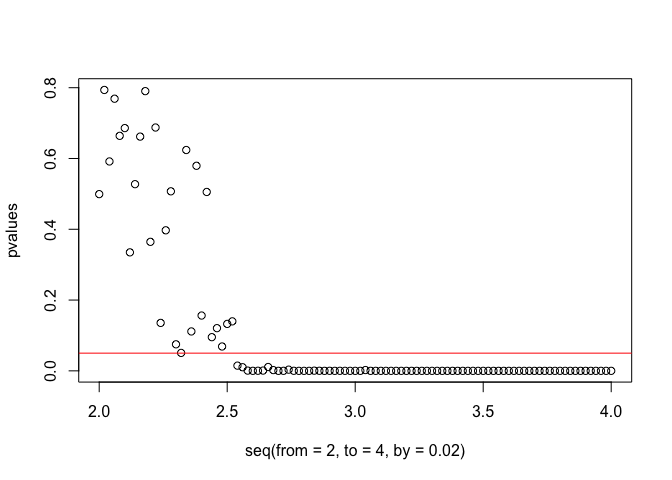 0.8
0.6
0.4
0.2
0.0
pvalues
2.0 2.5 3.0 3.5 4.0
seq(from = 2, to = 4, by = 0.02)